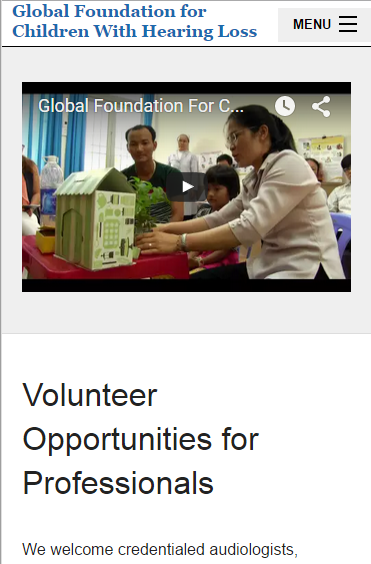 Global Foundation for
Children With Hearing Loss
MENU
Global Foundation For C...
Volunteer
Opportunities for
Professionals
We welcome credentialed audiologists,